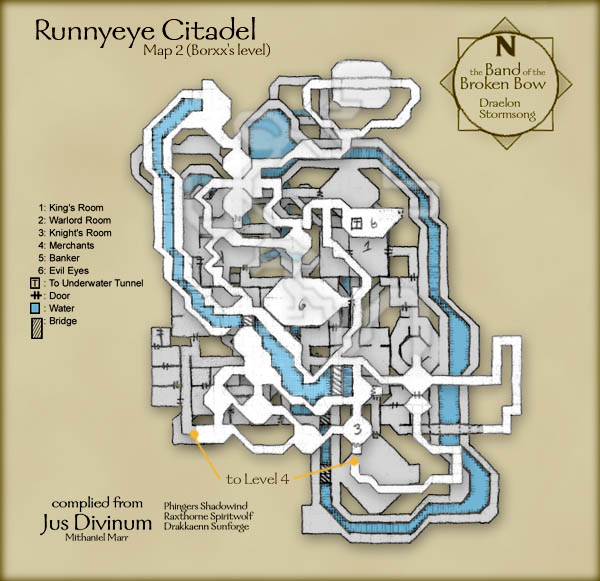 Runnyeye Citadel
Map 2 (Borxx's level)
N
the Band of the
Broken Bow
Draelon
Stormsong
1: King's Room
2: Warlord Room
3: Knight's Room
4: Merchants
5: Banker
6: Evil Eyes
T : To Underwater Tunnel
: Door
: Water
: Bridge
T 6
1
6
3
to Level 4
complied from
Jus Divinum
Mithaniel Marr
Phingers Shadowind
Raxthorne Spiritwolf
Drakkaenn Sunforge